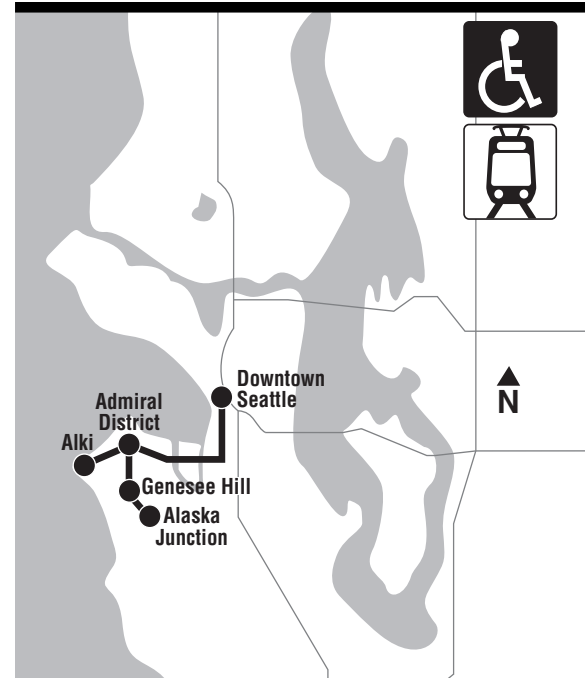 Downtown
Seattle
Admiral
District
Alki
Genesee Hill
Alaska
Junction
N